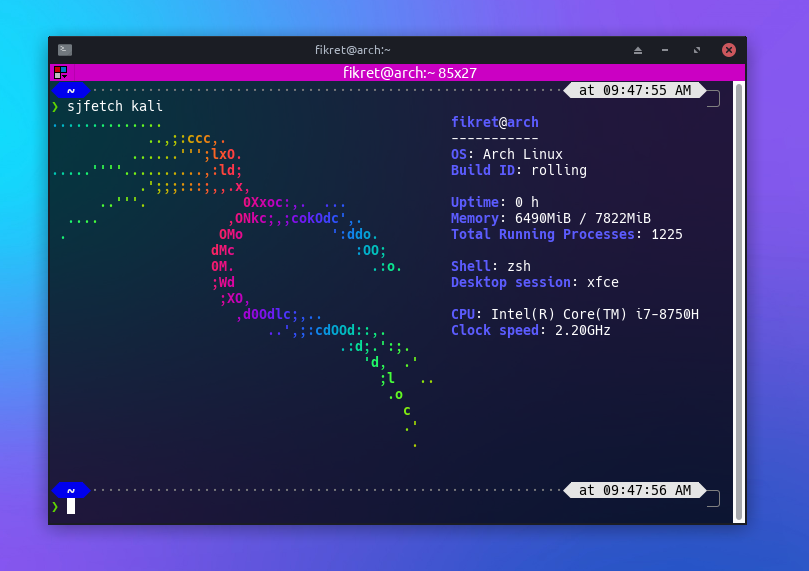 fikret@arch:~
fikret@arch:~ 85x27
~ at 09:47:55 AM
❯ sjfetch kali
..............
fikret@arch
..,;:ccc,. -----------
......''';lxO. OS: Arch Linux
.....''''..........,:ld; Build ID: rolling
.';;;:::;,,.x,
..'''. 0Xxoc:,. ... Uptime: 0 h
.... ,ONkc;,;cokOdc',. Memory: 6490MiB / 7822MiB
. OMo ':ddo. Total Running Processes: 1225
dMc :OO;
0M. .:o. Shell: zsh
;Wd Desktop session: xfce
;XO,
,d0Odlc;,.. CPU: Intel(R) Core(TM) i7-8750H
..',;:cdOOd::,. Clock speed: 2.20GHz
.:d;.':;.
'd, .'
;l ..
.o
c
.'
.
~ at 09:47:56 AM
❯